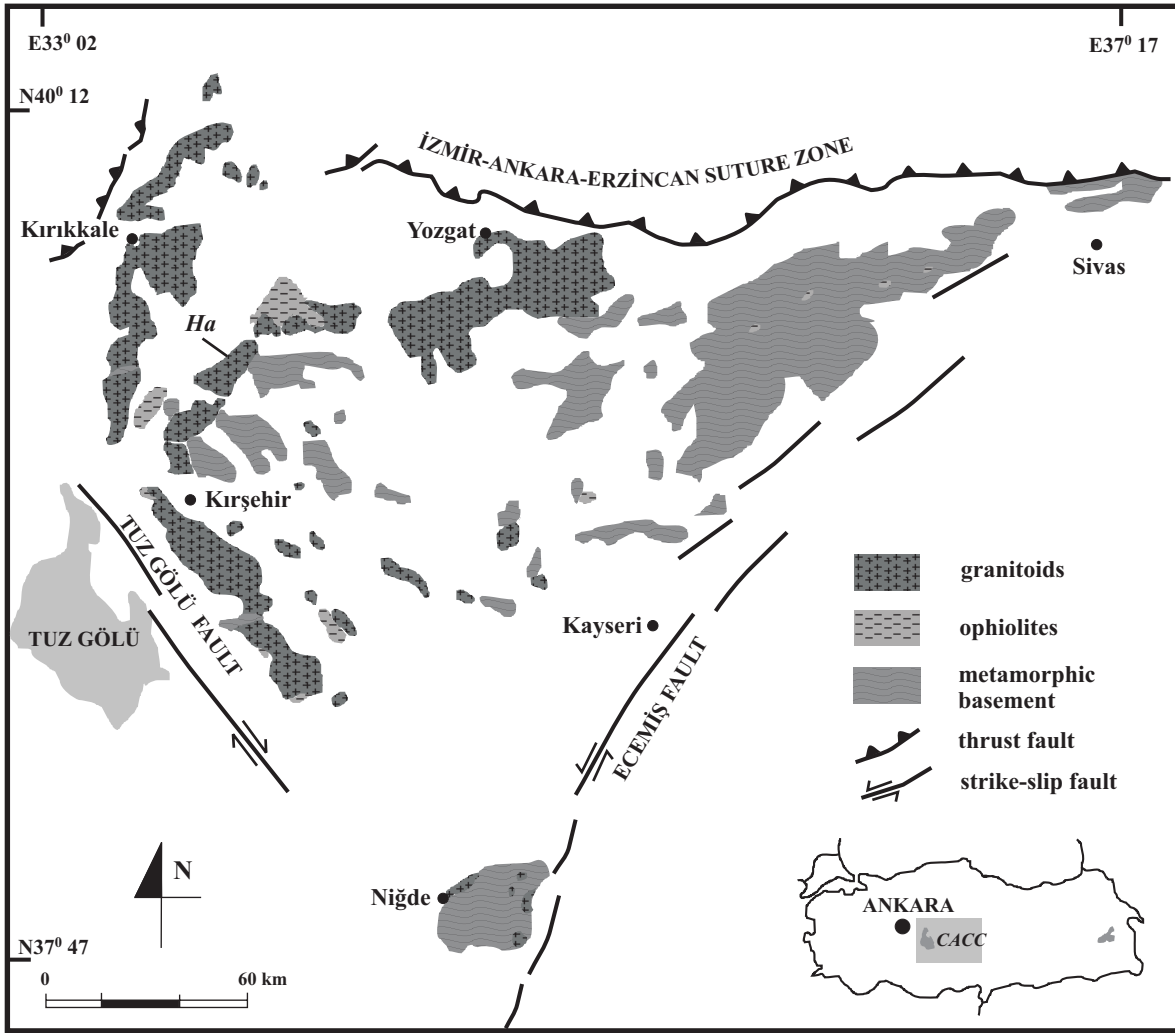 E33⁰ 02
E37⁰ 17
N40⁰ 12
İZMİR-ANKARA-ERZİNCAN SUTURE ZONE
Kırıkkale
Yozgat
Sivas
Ha
Kırşehir
TUZ GÖLÜ FAULT
TUZ GÖLÜ
Kayseri
ECEMİŞ FAULT
granitoids
ophiolites
metamorphic
basement
thrust fault
strike-slip fault
N
Niğde
ANKARA
CACC
N37⁰ 47
0
60 km